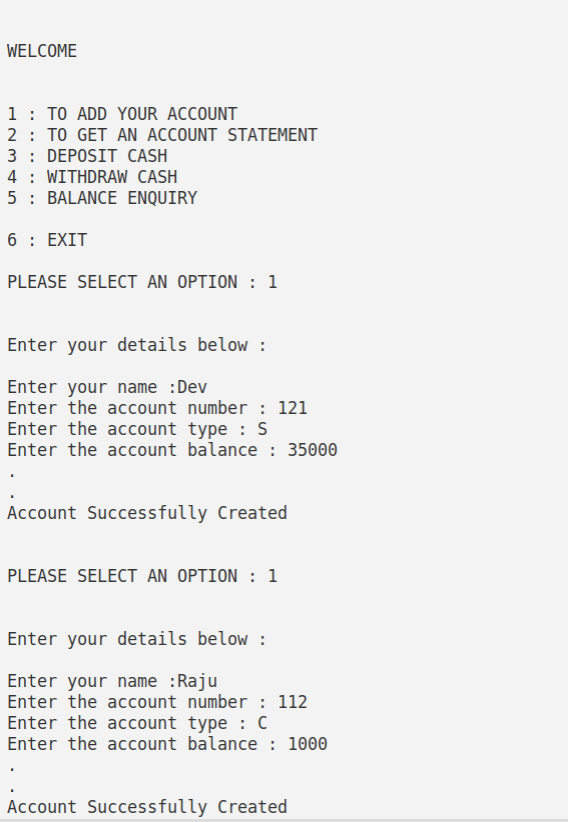 WELCOME
1 : TO ADD YOUR ACCOUNT
2 : TO GET AN ACCOUNT STATEMENT
3 : DEPOSIT CASH
4 : WITHDRAW CASH
5 : BALANCE ENQUIRY
6 : EXIT
PLEASE SELECT AN OPTION : 1
Enter your details below :
Enter your name :Dev
Enter the account number : 121
Enter the account type : S
Enter the account balance : 35000
.
.
Account Successfully Created
PLEASE SELECT AN OPTION : 1
Enter your details below :
Enter your name :Raju
Enter the account number : 112
Enter the account type : C
Enter the account balance : 1000
.
.
Account Successfully Created